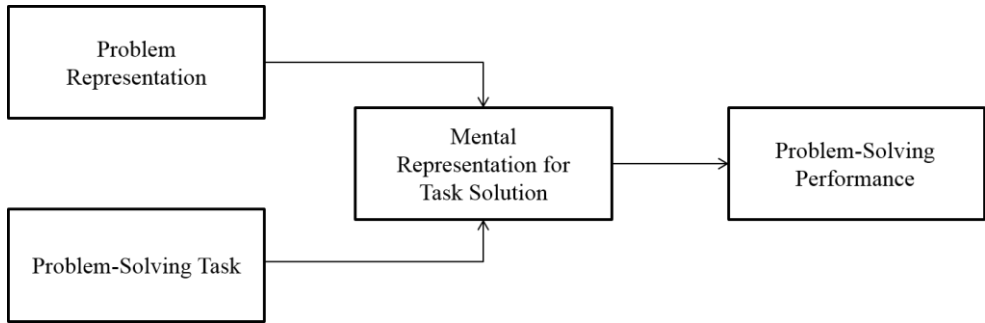 Problem
Representation
Mental
Representation for
Task Solution
Problem-Solving
Performance
Problem-Solving Task